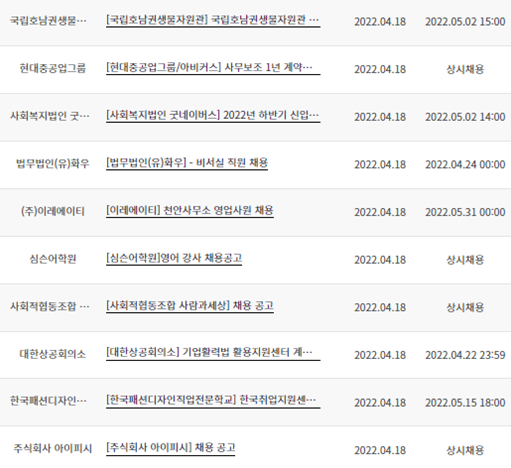 국립호남권생물… [국립호남권생물자원관] 국립호남권생물자원관 … 2022.04.18 2022.05.02 15:00
현대중공업그룹 [현대중공업그룹/아비커스] 사무보조 1년 계약… 2022.04.18 상시채용
사회복지법인 굿… [사회복지법인 굿네이버스] 2022년 하반기 신입… 2022.04.18 2022.05.02 14:00
법무법인(유)화우 [법무법인(유)화우] - 비서실 직원 채용 2022.04.18 2022.04.24 00:00
(주)이레에이티 [이레에이티] 천안사무소 영업사원 채용 2022.04.18 2022.05.31 00:00
심슨어학원 [심슨어학원]영어 강사 채용공고 2022.04.18 상시채용
사회적협동조합 … [사회적협동조합 사람과세상] 채용 공고 2022.04.18 상시채용
대한상공회의소 [대한상공회의소] 기업활력법 활용지원센터 계… 2022.04.18 2022.04.22 23:59
한국패션디자인… [한국패션디자인직업전문학교] 한국취업지원센… 2022.04.18 2022.05.15 18:00
주식회사 아이피시 [주식회사 아이피시] 채용 공고 2022.04.18 상시채용